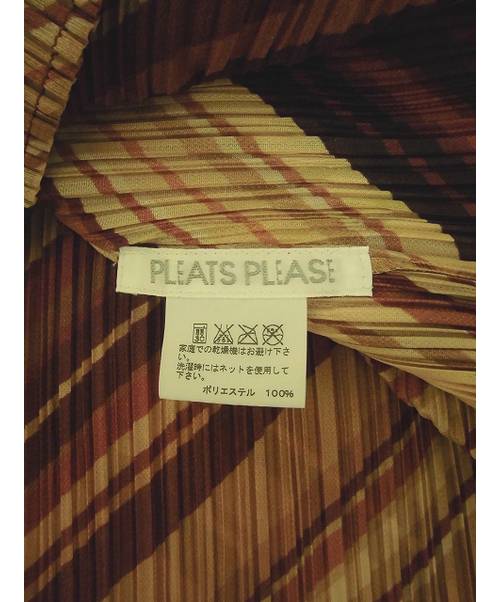 PLEATS PLEASE
家庭での乾燥機はお避け下さ
い。
洗濯時にはネットを使用して
下さい。
ポリエステル 100%